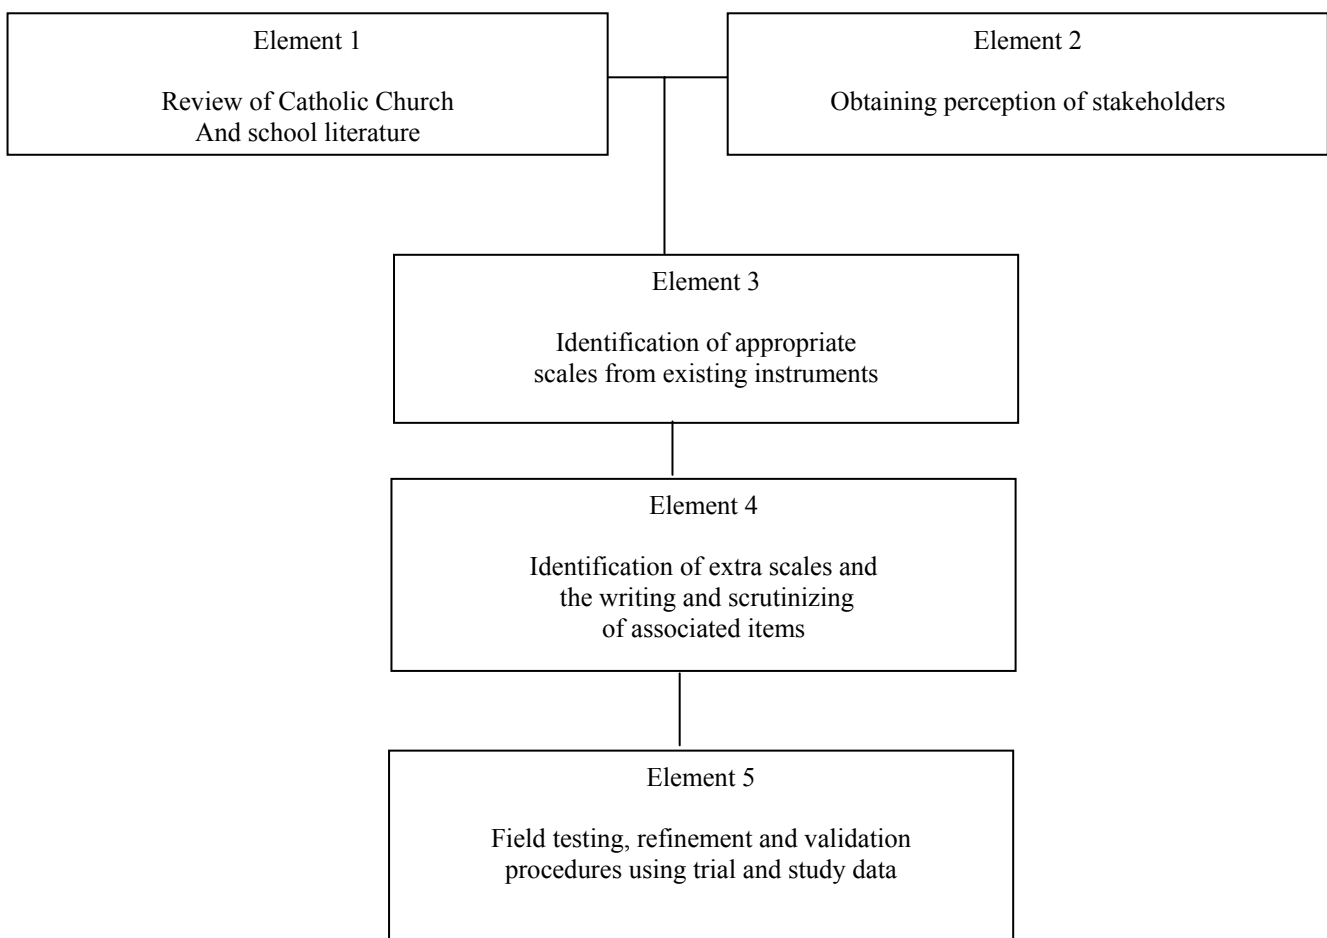 Element 1
Review of Catholic Church
And school literature
Element 2
Obtaining perception of stakeholders
Element 3
Identification of appropriate
scales from existing instruments
Element 4
Identification of extra scales and
the writing and scrutinizing
of associated items
Element 5
Field testing, refinement and validation
procedures using trial and study data